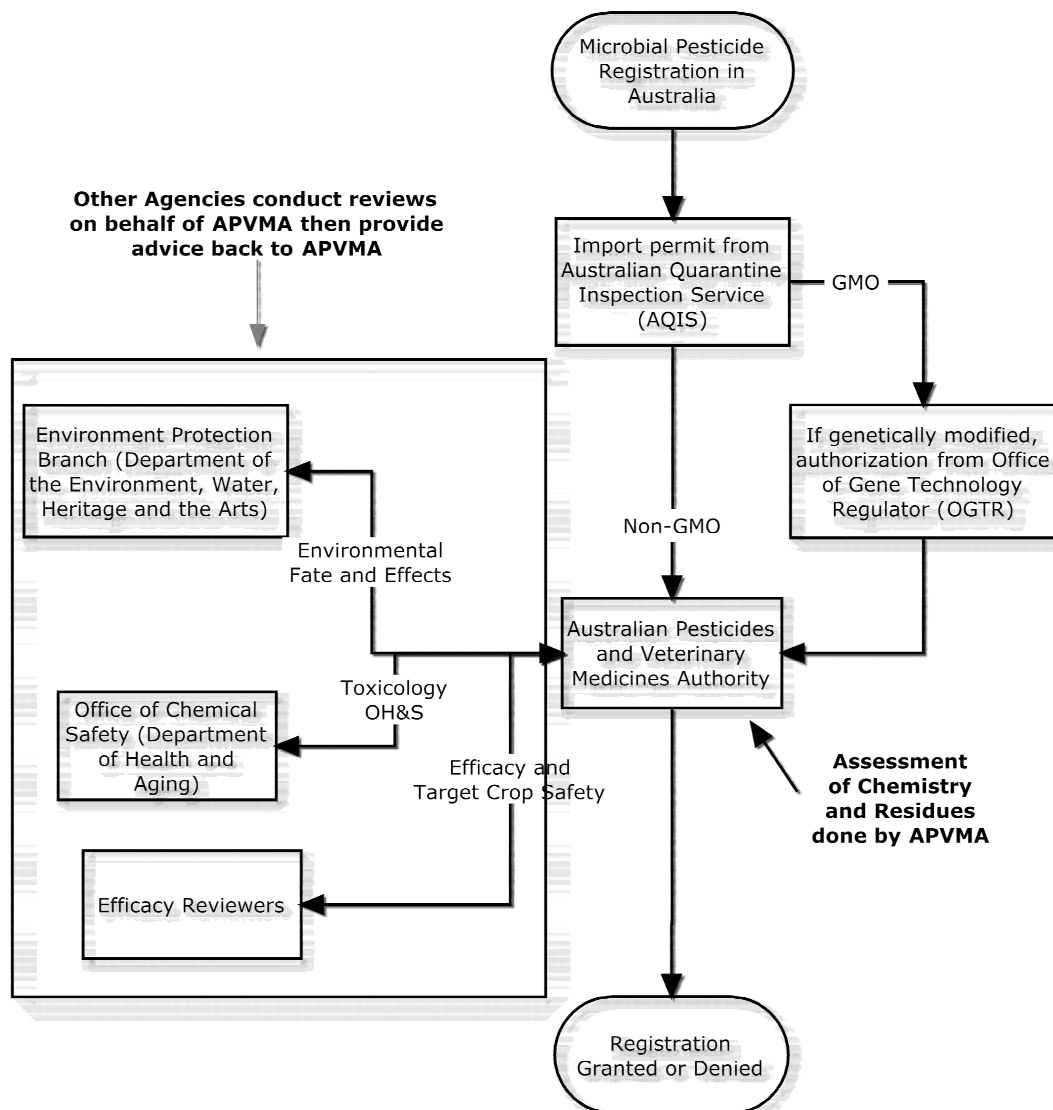 Microbial Pesticide
Registration in
Australia
Other Agencies conduct reviews
on behalf of APVMA then provide
advice back to APVMA
Import permit from
Australian Quarantine
Inspection Service
(AQIS)
GMO
Environment Protection
Branch (Department of
the Environment, Water,
Heritage and the Arts)
If genetically modified,
authorization from Office
of Gene Technology
Regulator (OGTR)
Non-GMO
Environmental
Fate and Effects
Australian Pesticides
and Veterinary
Medicines Authority
Toxicology
OH&S
Office of Chemical
Safety (Department
of Health and
Aging)
Efficacy and
Target Crop Safety
Assessment
of Chemistry
and Residues
done by APVMA
Efficacy Reviewers
Registration
Granted or Denied